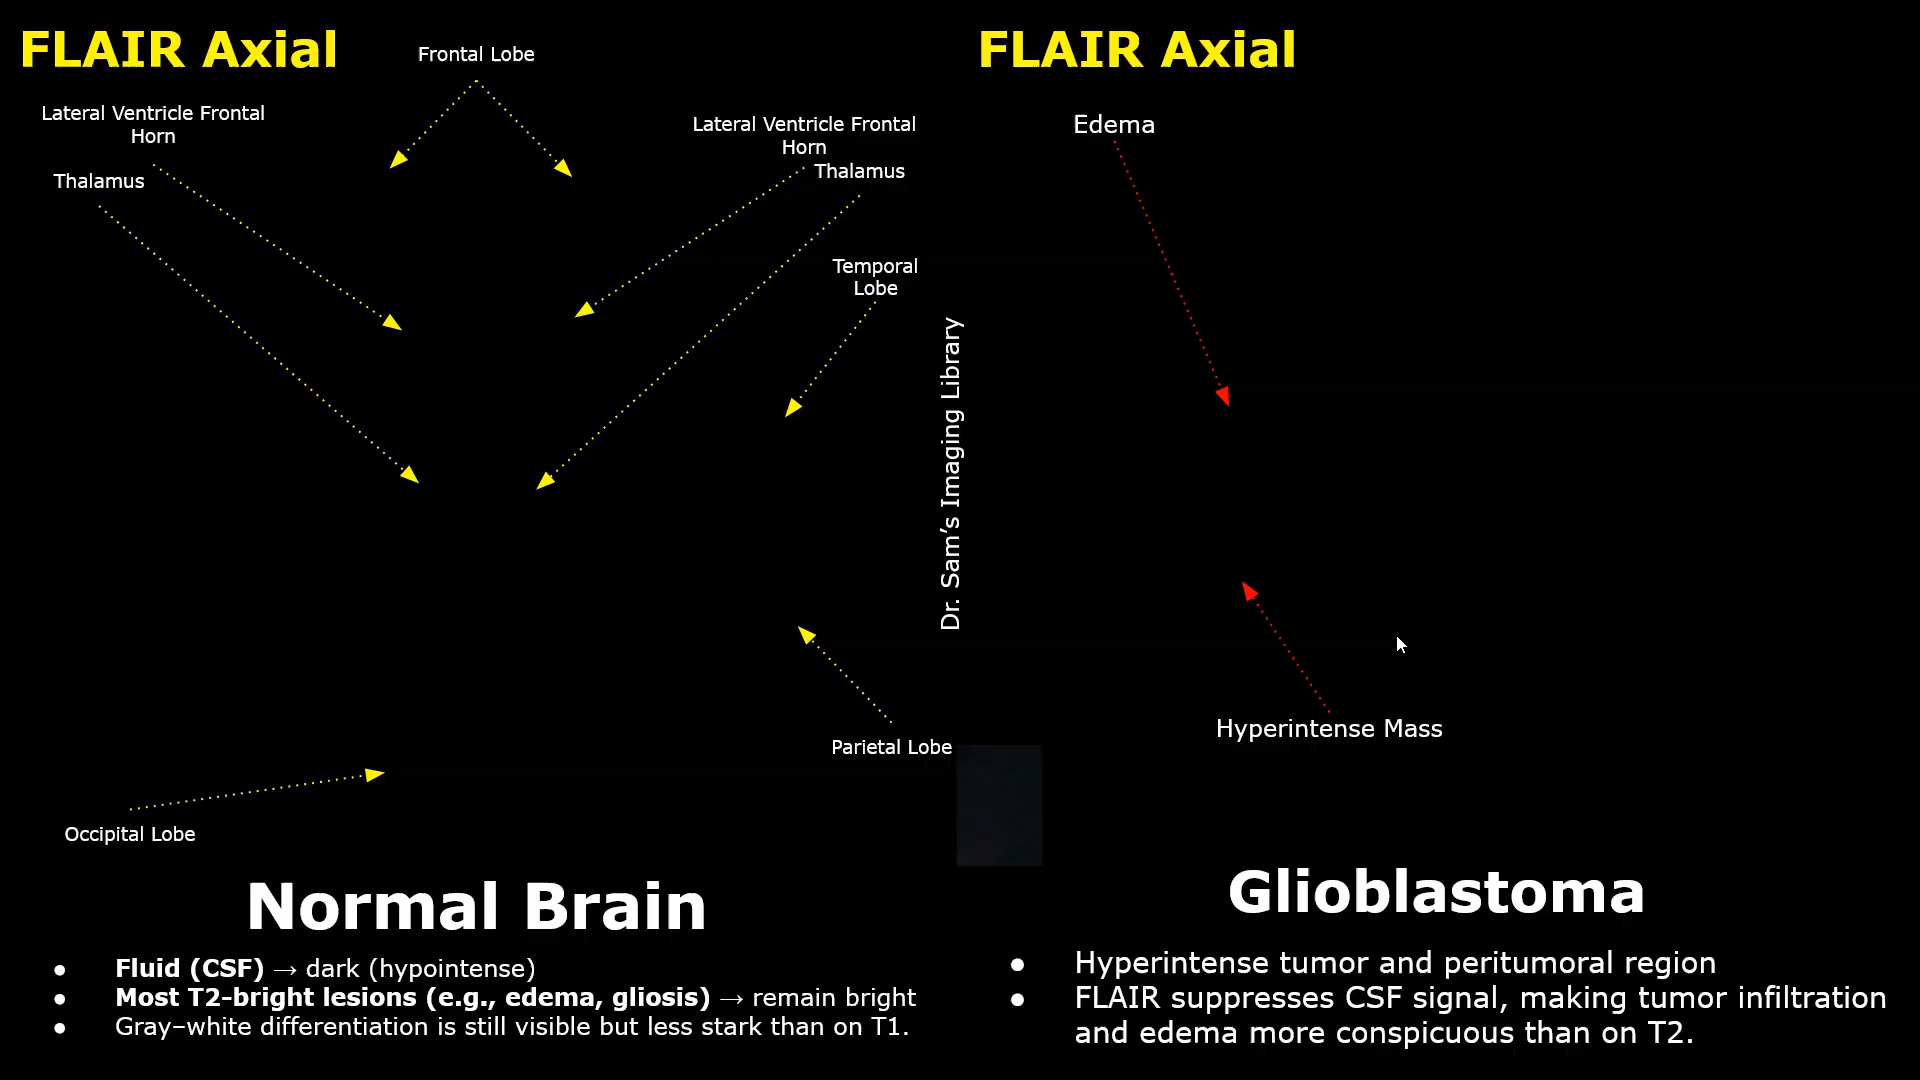 FLAIR Axial
Frontal Lobe
Lateral Ventricle Frontal
Horn
Thalamus
Lateral Ventricle Frontal
Horn
Thalamus
Temporal
Lobe
Parietal Lobe
Occipital Lobe
Normal Brain
● Fluid (CSF) → dark (hypointense)
● Most T2-bright lesions (e.g., edema, gliosis) → remain bright
● Gray–white differentiation is still visible but less stark than on T1.
Dr. Sam’s Imaging Library
FLAIR Axial
Edema
Hyperintense Mass
Glioblastoma
● Hyperintense tumor and peritumoral region
● FLAIR suppresses CSF signal, making tumor infiltration
and edema more conspicuous than on T2.